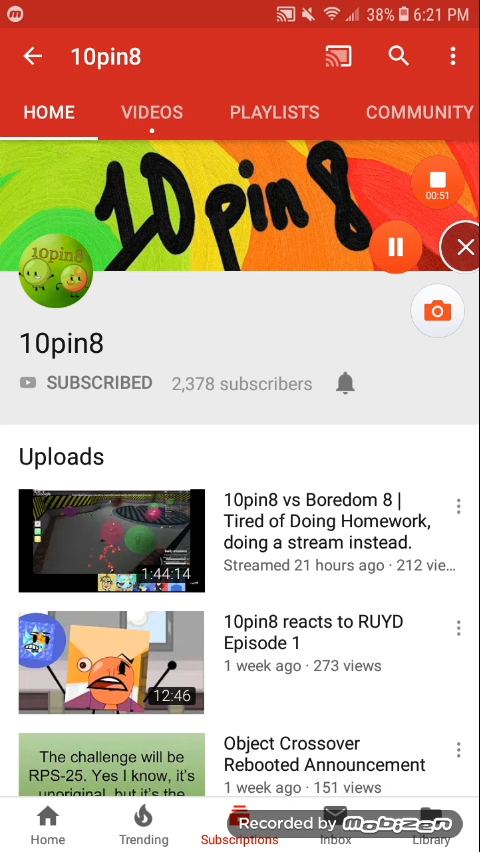 38% 6:21 PM
10pin8
HOME VIDEOS PLAYLISTS COMMUNITY
10pin8
00:51
10pin8
10pin8
SUBSCRIBED 2,378 subscribers
Uploads
10pin8 vs Boredom 8 |
Tired of Doing Homework,
doing a stream instead.
Streamed 21 hours ago · 212 vie...
1:44:14
10pin8 reacts to RUYD
Episode 1
1 week ago · 273 views
12:46
Object Crossover
Rebooted Announcement
1 week ago · 151 views
The challenge will be
RPS-25. Yes I know, it's
unoriginal, but it's the
Home Trending Subscriptions Inbox Library
Recorded by mobizen